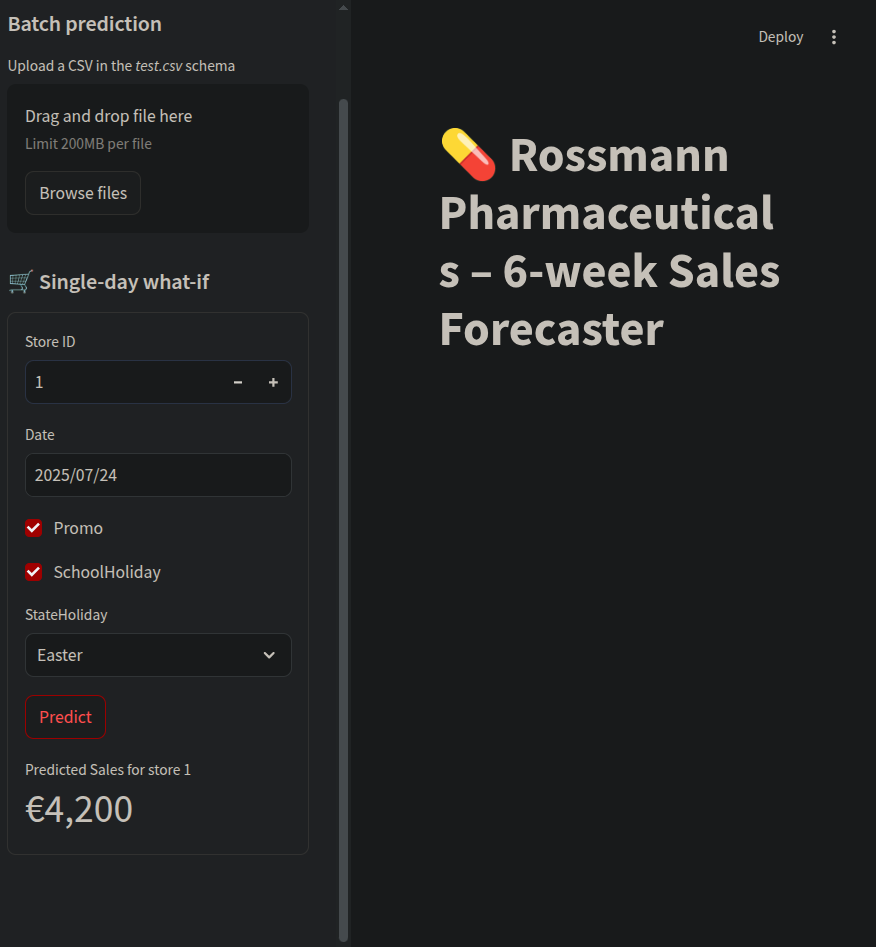 Batch prediction
Upload a CSV in the test.csv schema
Drag and drop file here
Limit 200MB per file
Browse files
🛒 Single-day what-if
Store ID
1
Date
2025/07/24
Promo
SchoolHoliday
StateHoliday
Easter
Predict
Predicted Sales for store 1
€4,200
Deploy
💊 Rossmann
Pharmaceutical
s – 6-week Sales
Forecaster